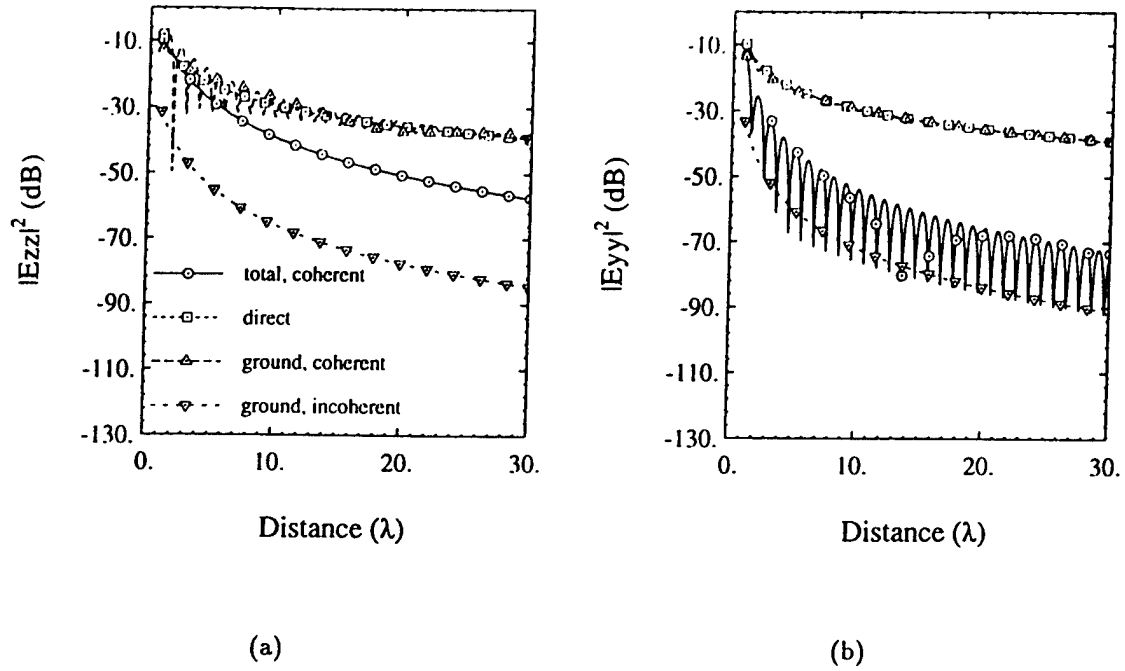 -10.
-30.
-50.
-70.
-90.
-110.
-130.
|Ezz|² (dB)
total, coherent
direct
ground, coherent
ground, incoherent
0. 10. 20. 30.
Distance (λ)
(a)
-10.
-30.
-50.
-70.
-90.
-110.
-130.
|Eyy|² (dB)
0. 10. 20. 30.
Distance (λ)
(b)